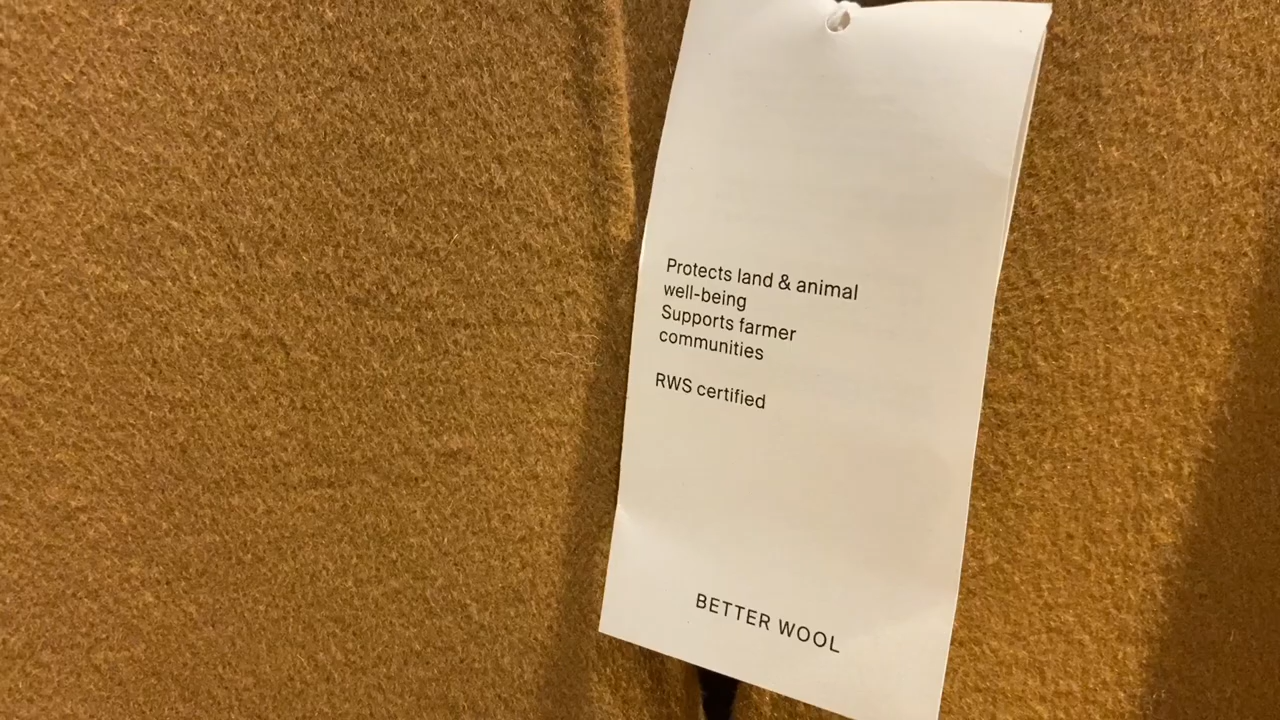 Protects land & animal
well-being
Supports farmer
communities
RWS certified
BETTER WOOL